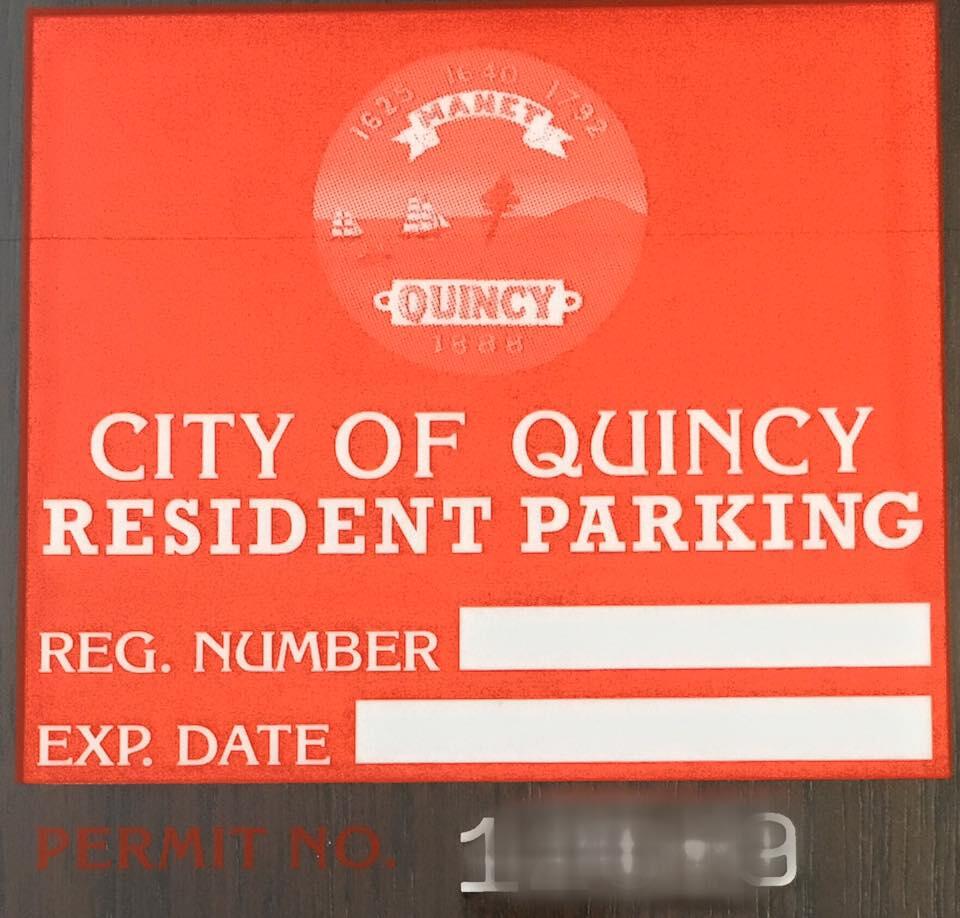 1625 1640 1792
MANET
QUINCY
1888
CITY OF QUINCY
RESIDENT PARKING
REG. NUMBER
EXP. DATE
PERMIT NO.